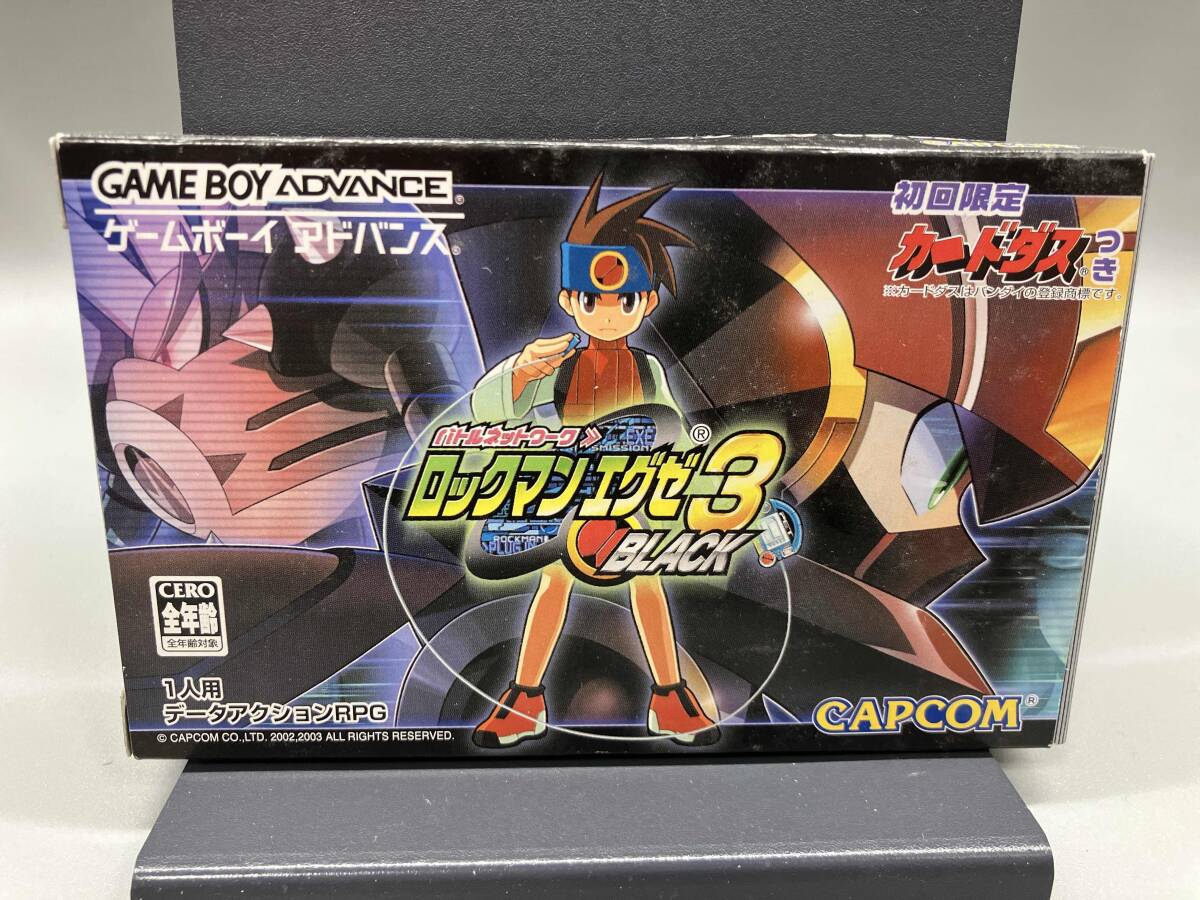 GAME BOY ADVANCE®
ゲームボーイ アドバンス®
初回限定
カードダス®つき
※カードダスはバンダイの登録商標です。
バトルネットワーク
ロックマン エグゼ3®
BLACK
EXE
ROCKMAN
PLUG IN
CERO
全年齢
全年齢対象
1人用
データアクションRPG
© CAPCOM CO.,LTD. 2002,2003 ALL RIGHTS RESERVED.
CAPCOM®